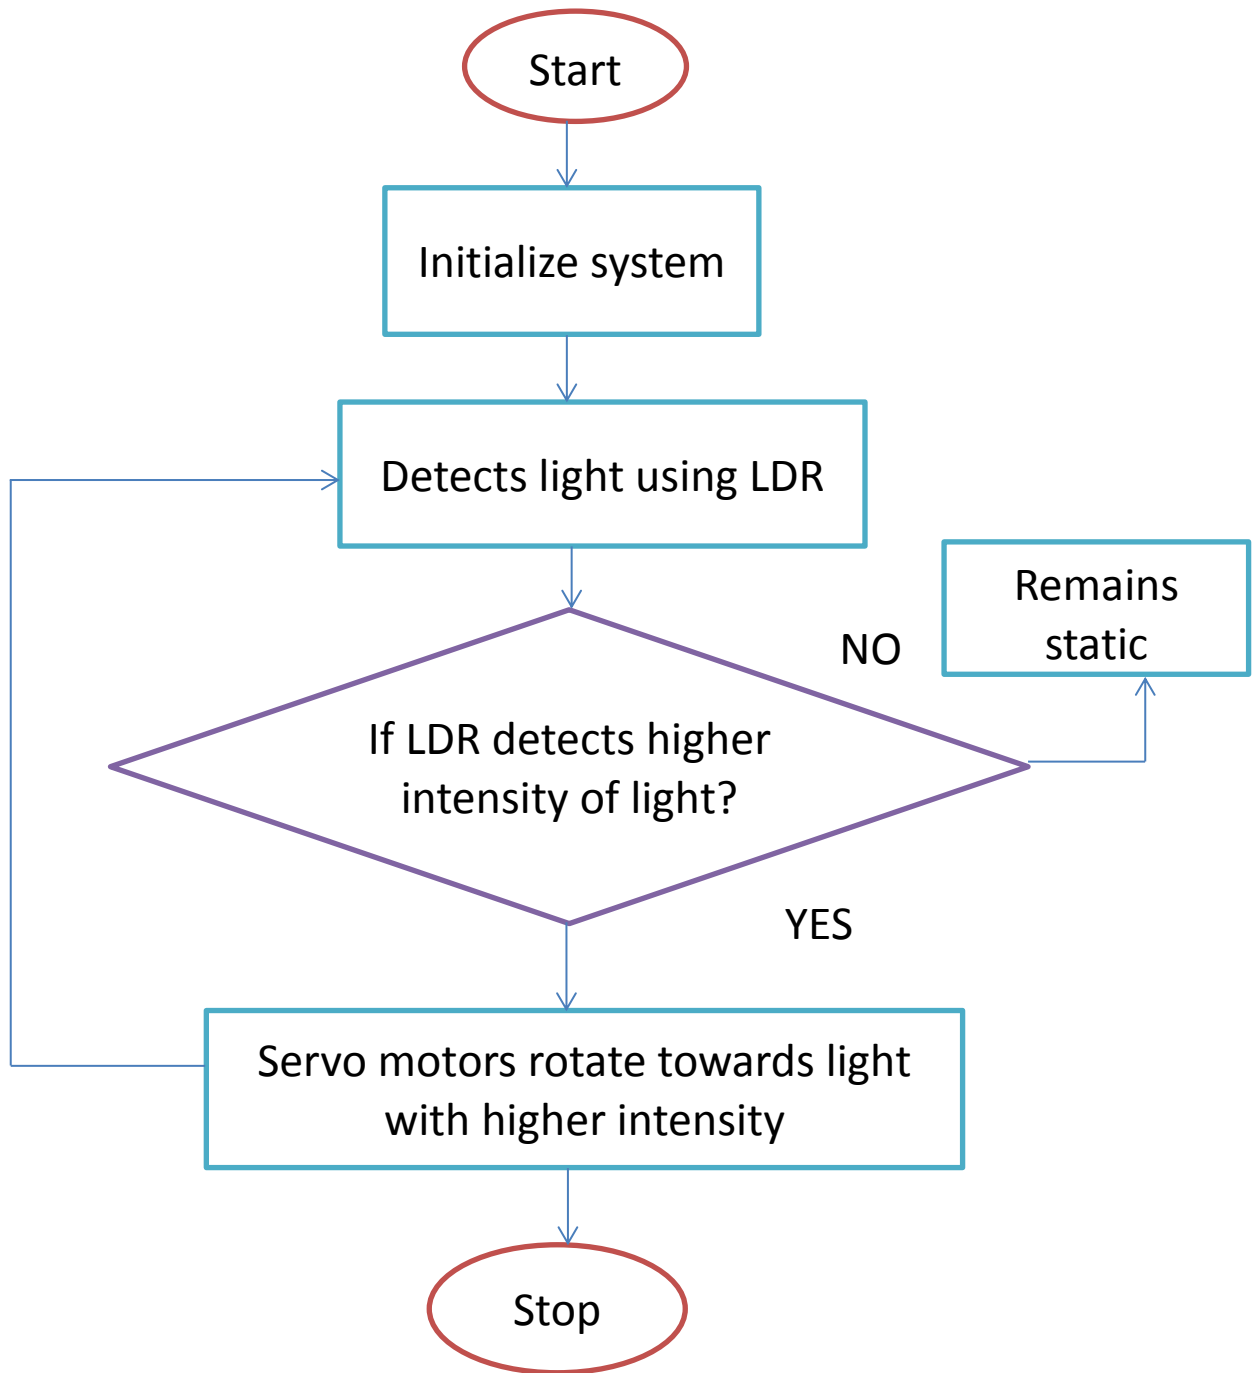 Start
Initialize system
Detects light using LDR
Remains
static
NO
If LDR detects higher
intensity of light?
YES
Servo motors rotate towards light
with higher intensity
Stop